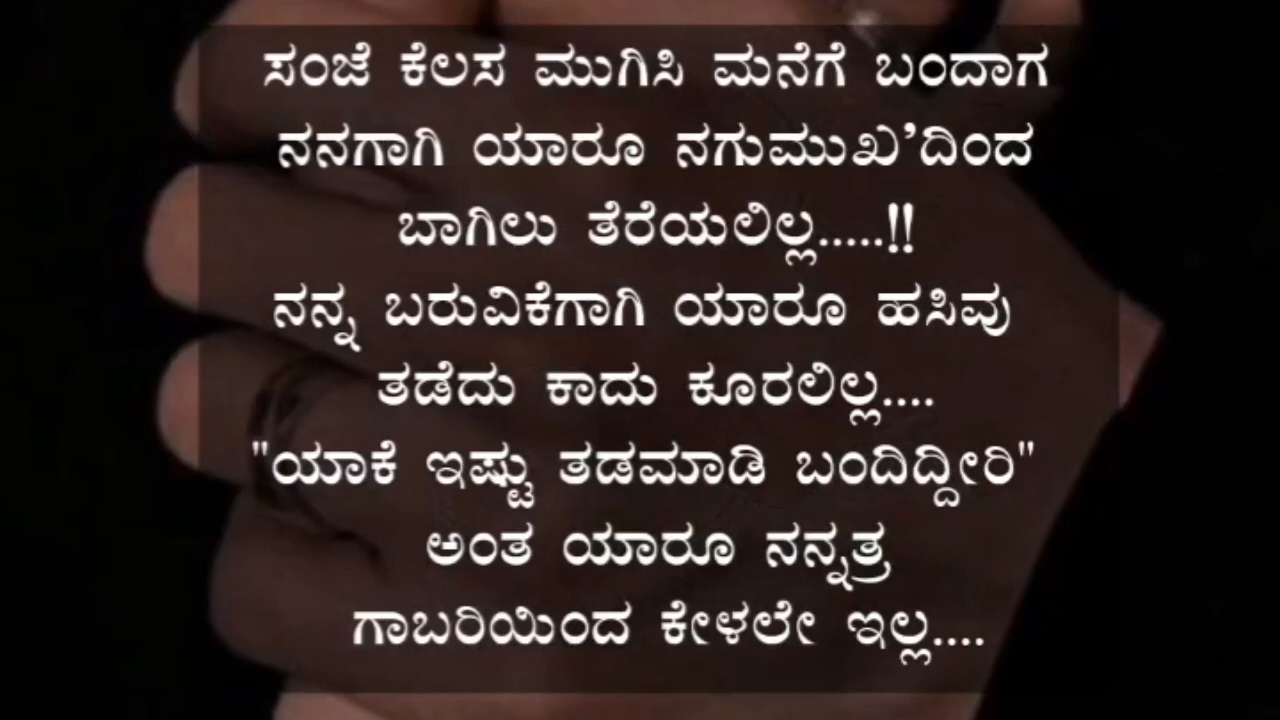 ಸಂಜೆ ಕೆಲಸ ಮುಗಿಸಿ ಮನೆಗೆ ಬಂದಾಗ
ನನಗಾಗಿ ಯಾರೂ ನಗುಮುಖ’ದಿಂದ
ಬಾಗಿಲು ತೆರೆಯಲಿಲ್ಲ.....!!
ನನ್ನ ಬರುವಿಕೆಗಾಗಿ ಯಾರೂ ಹಸಿವು
ತಡೆದು ಕಾದು ಕೂರಲಿಲ್ಲ....
"ಯಾಕೆ ಇಷ್ಟು ತಡಮಾಡಿ ಬಂದಿದ್ದೀರಿ"
ಅಂತ ಯಾರೂ ನನ್ನತ್ರ
ಗಾಬರಿಯಿಂದ ಕೇಳಲೇ ಇಲ್ಲ....